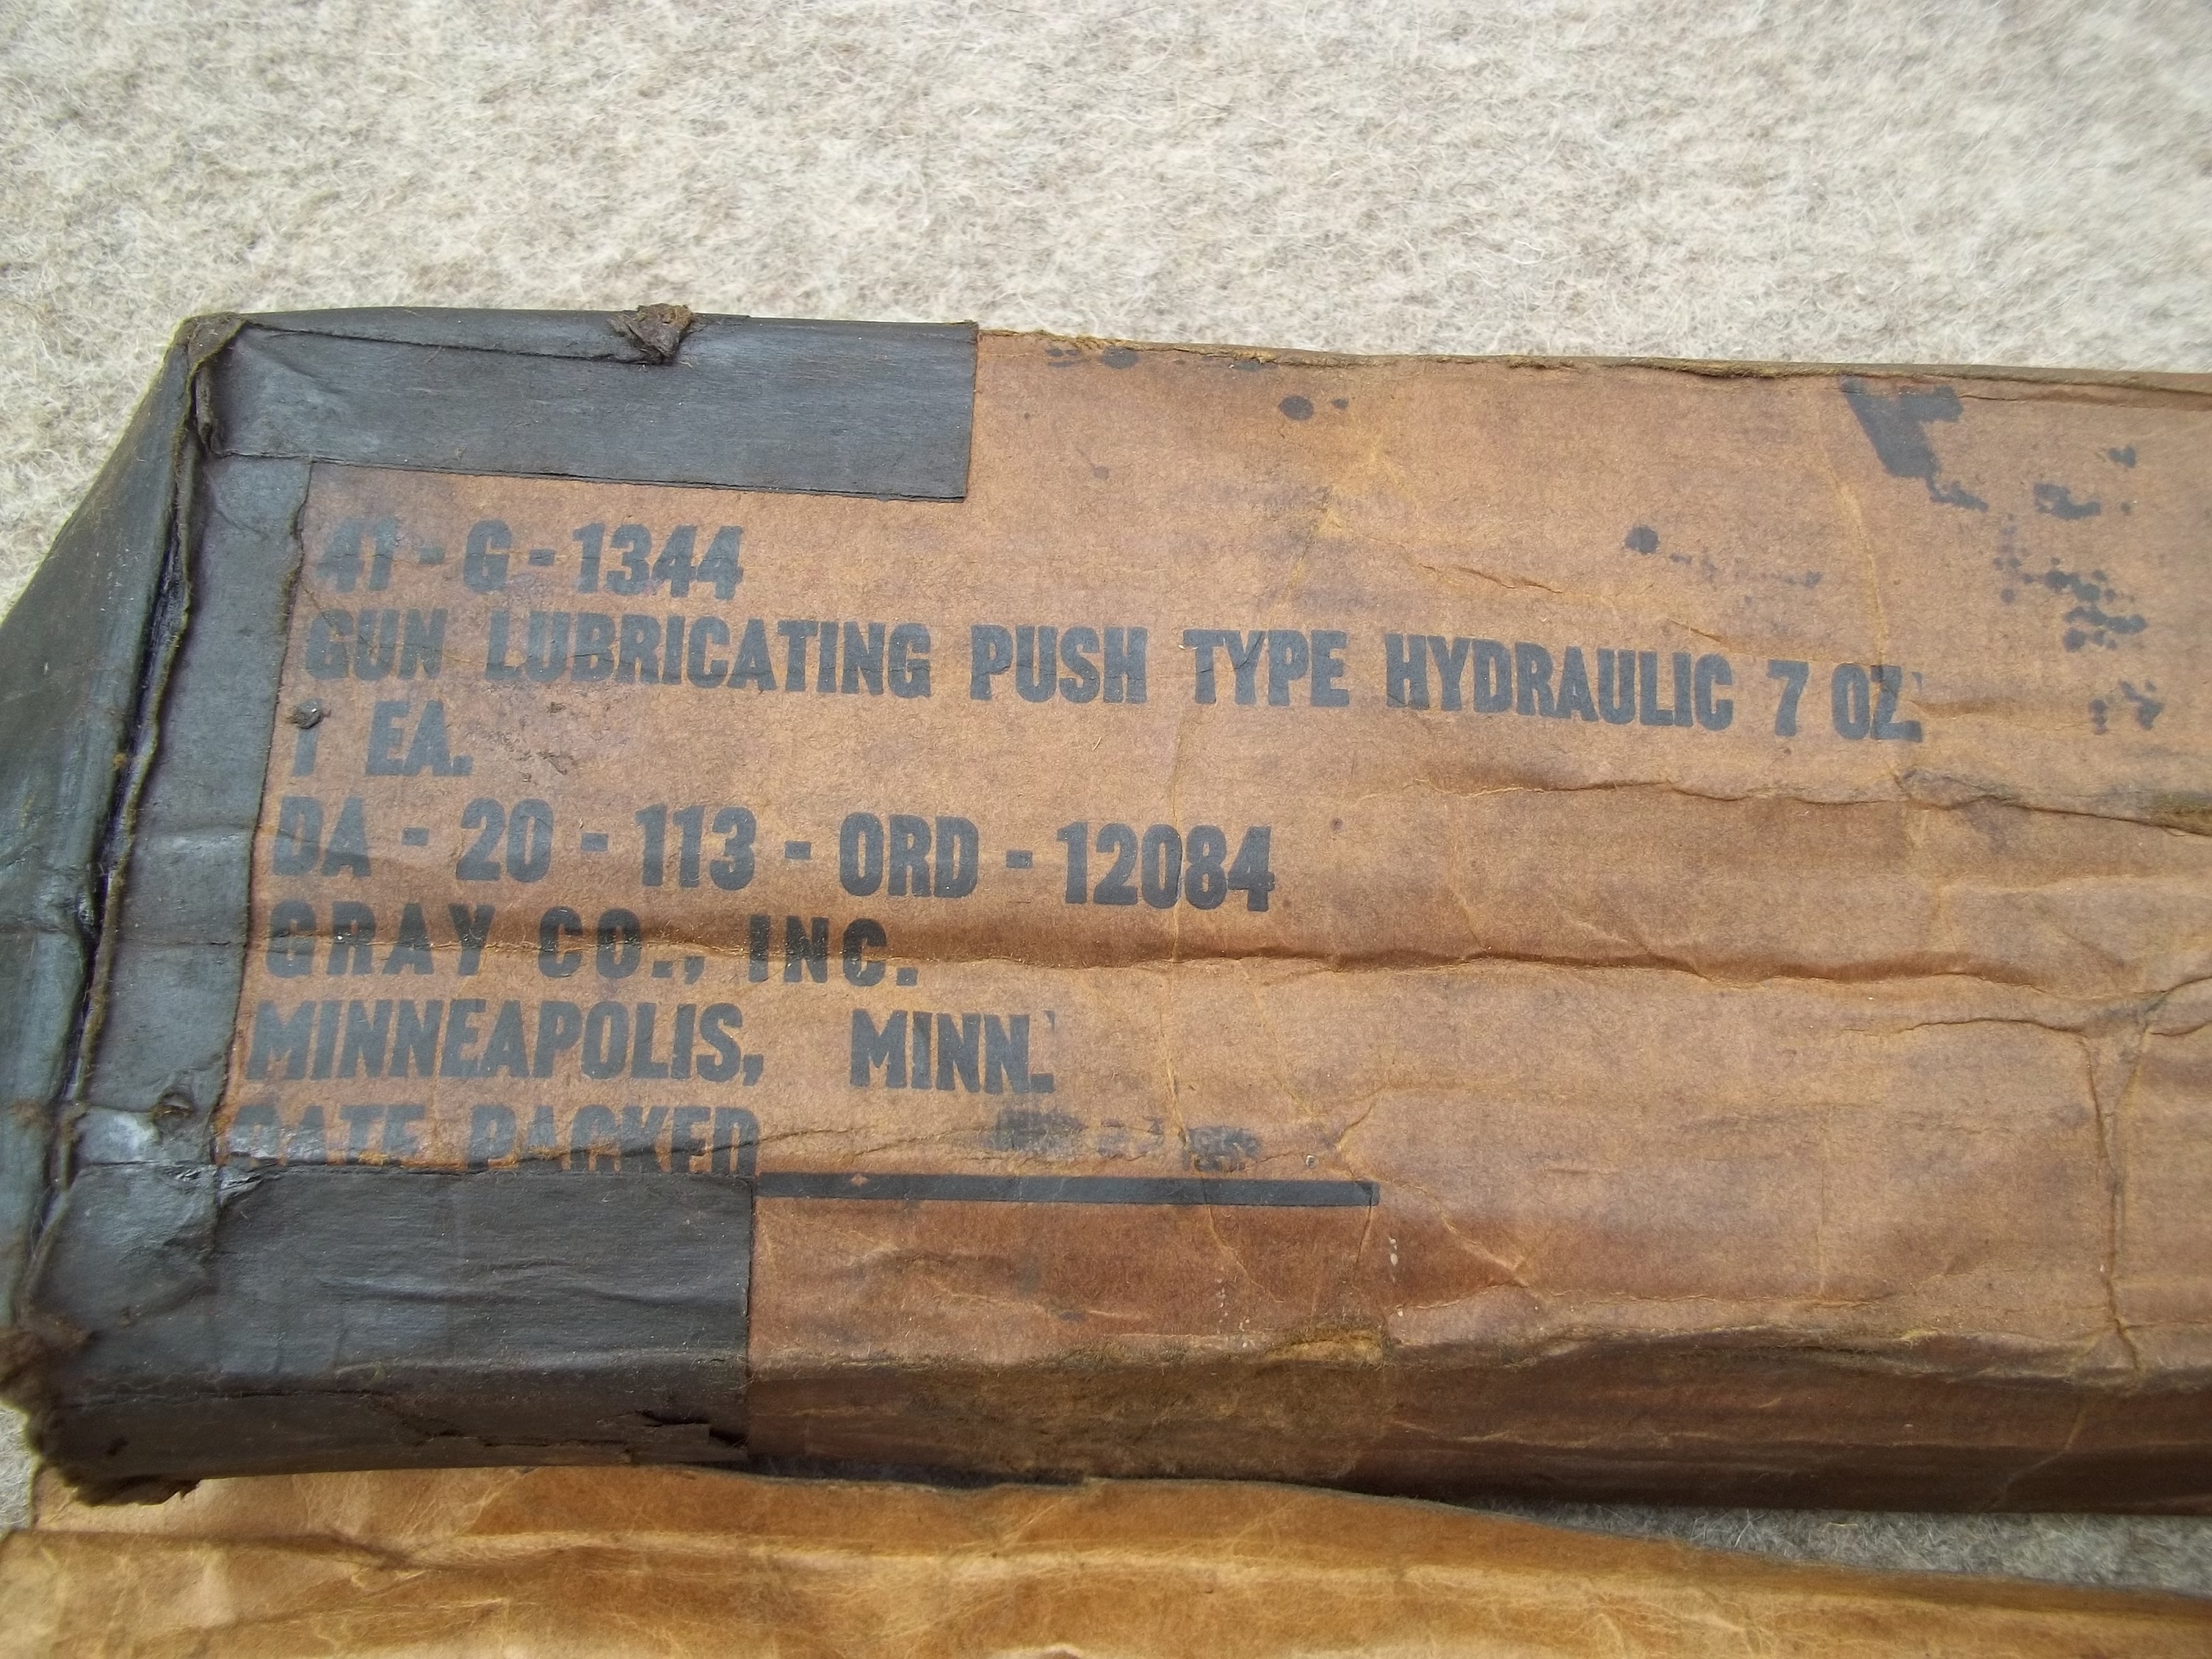 41 - G - 1344
GUN LUBRICATING PUSH TYPE HYDRAULIC 7 OZ.
1 EA.
DA - 20 - 113 - ORD - 12084
GRAY CO., INC.
MINNEAPOLIS, MINN.
DATE PACKED